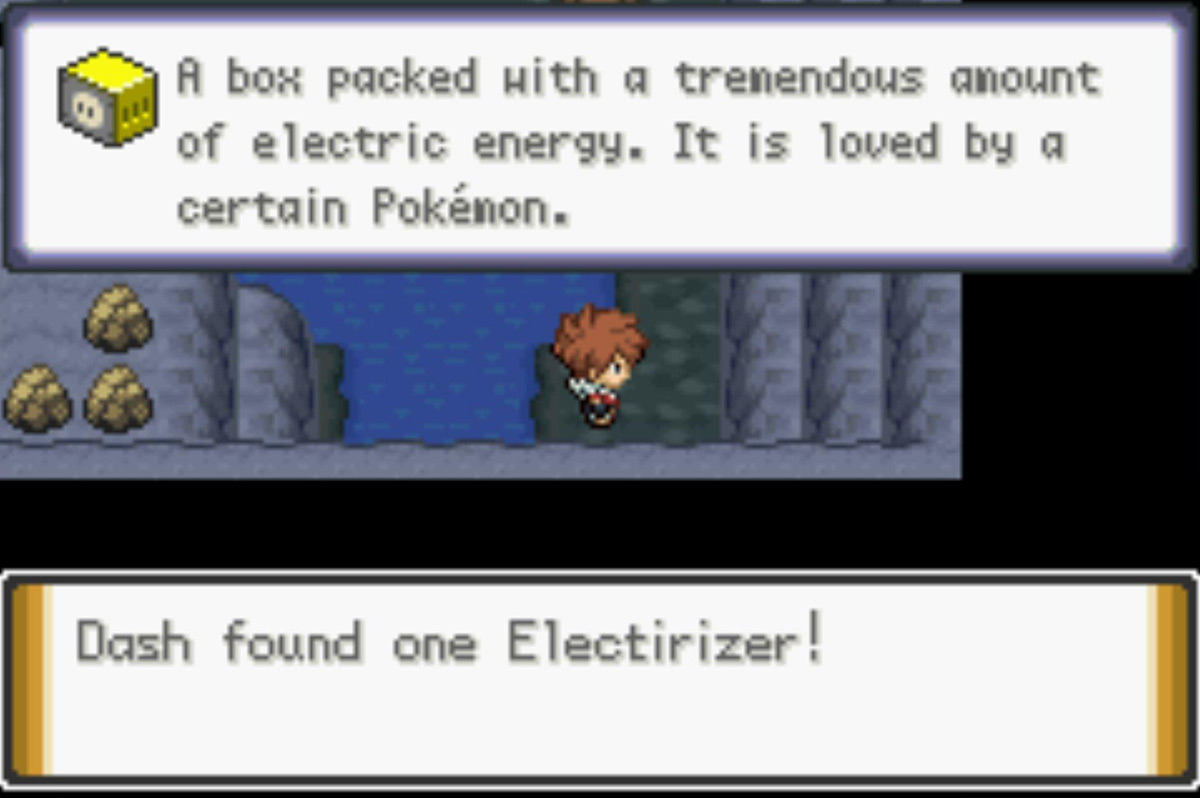 A box packed with a tremendous amount
of electric energy. It is loved by a
certain Pokémon.
Dash found one Electirizer!